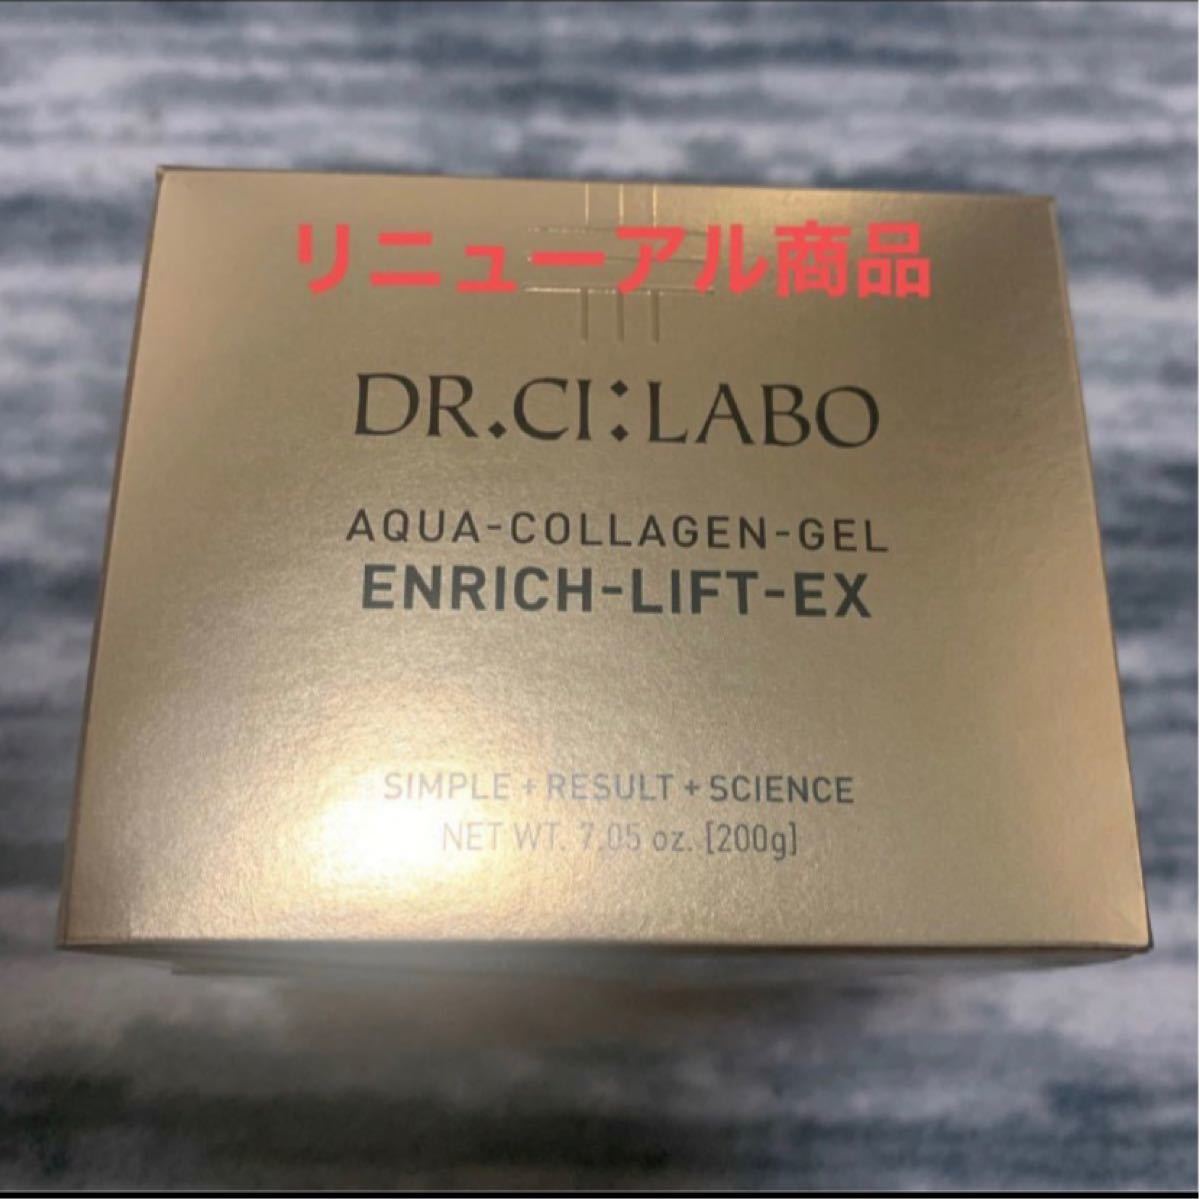 リニューアル商品
DR.CI:LABO
AQUA-COLLAGEN-GEL
ENRICH-LIFT-EX
SIMPLE + RESULT + SCIENCE
NET WT. 7.05 oz. [200g]